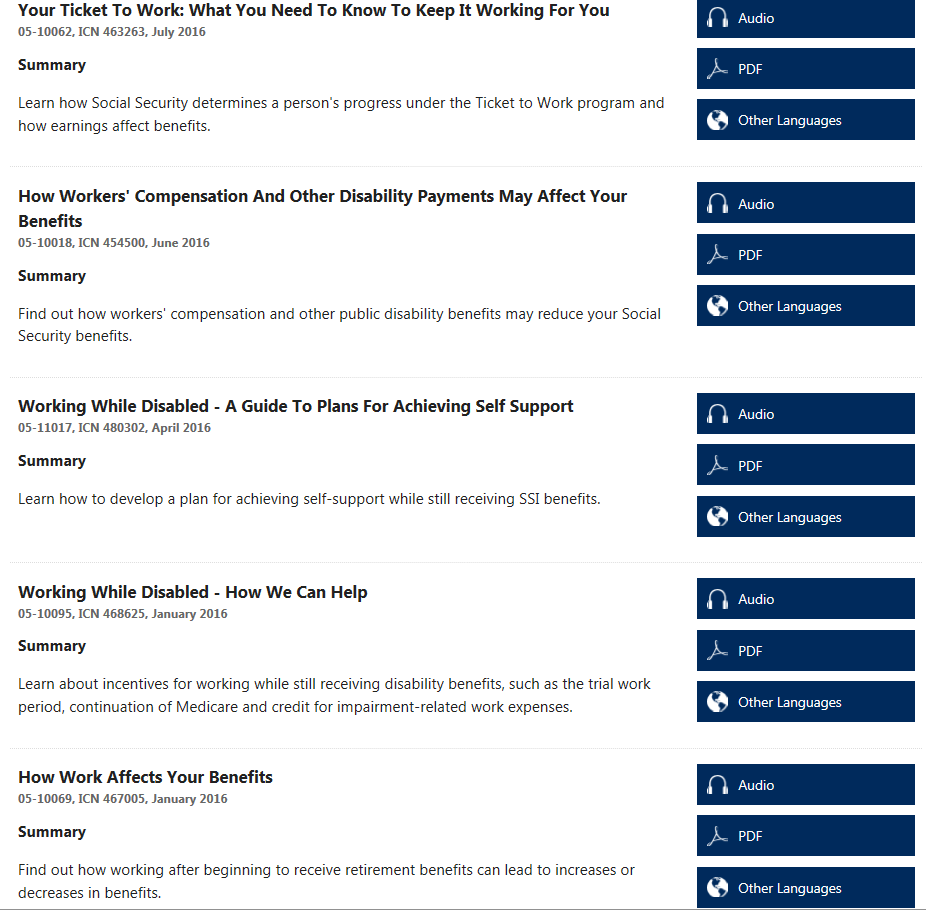 Your Ticket To Work: What You Need To Know To Keep It Working For You
05-10062, ICN 463263, July 2016
Summary
Learn how Social Security determines a person's progress under the Ticket to Work program and
how earnings affect benefits.
Audio
PDF
Other Languages
How Workers' Compensation And Other Disability Payments May Affect Your
Benefits
05-10018, ICN 454500, June 2016
Summary
Find out how workers' compensation and other public disability benefits may reduce your Social
Security benefits.
Audio
PDF
Other Languages
Working While Disabled - A Guide To Plans For Achieving Self Support
05-11017, ICN 480302, April 2016
Summary
Learn how to develop a plan for achieving self-support while still receiving SSI benefits.
Audio
PDF
Other Languages
Working While Disabled - How We Can Help
05-10095, ICN 468625, January 2016
Summary
Learn about incentives for working while still receiving disability benefits, such as the trial work
period, continuation of Medicare and credit for impairment-related work expenses.
Audio
PDF
Other Languages
How Work Affects Your Benefits
05-10069, ICN 467005, January 2016
Summary
Find out how working after beginning to receive retirement benefits can lead to increases or
decreases in benefits.
Audio
PDF
Other Languages